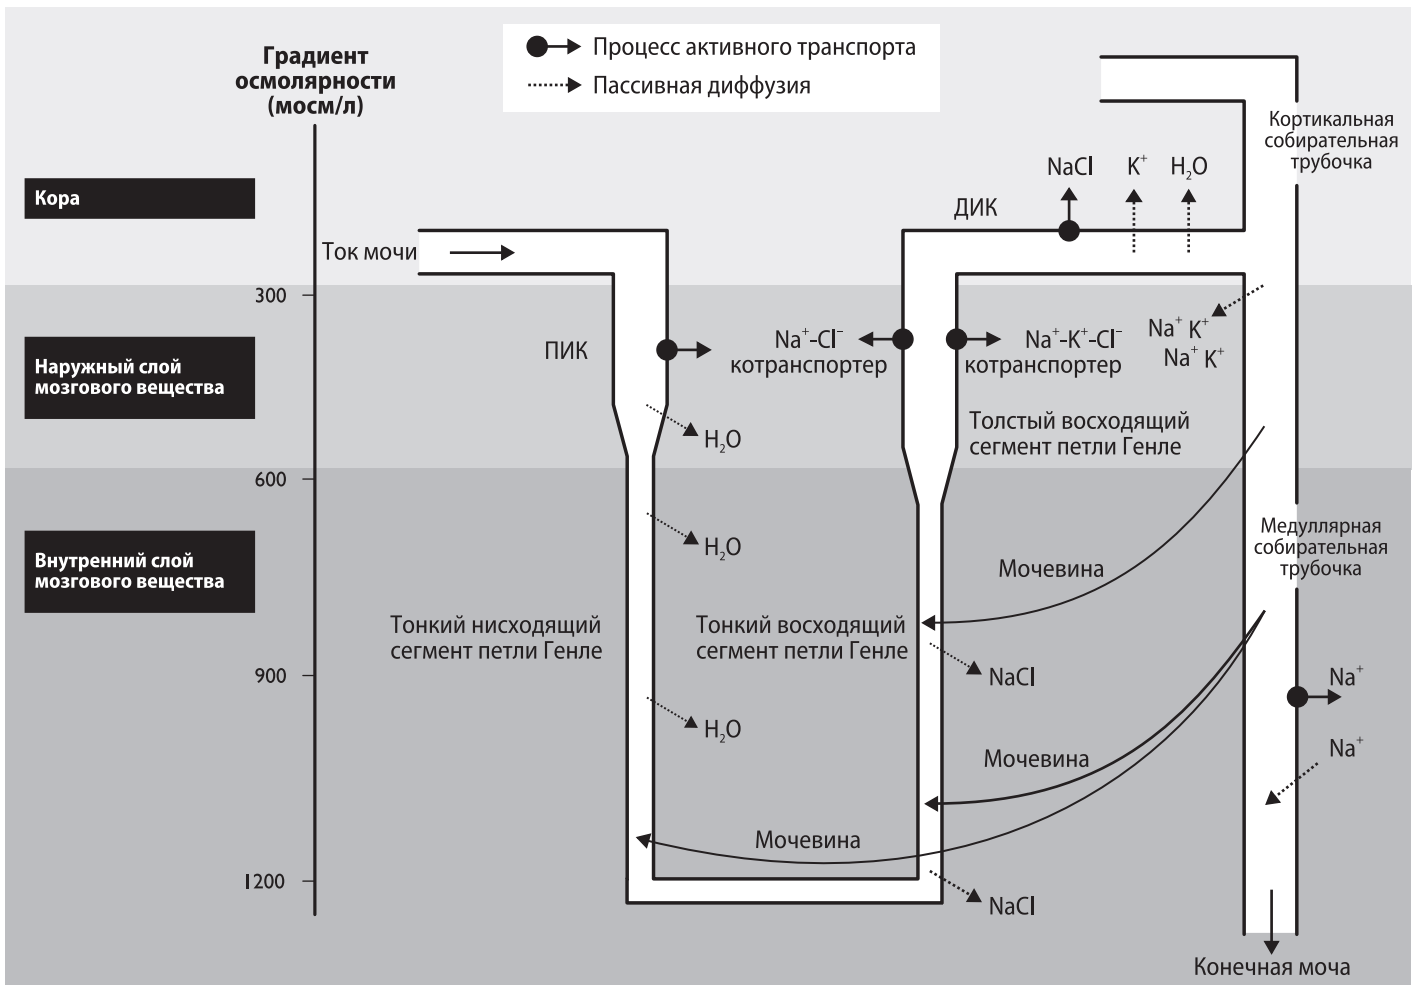 Градиент
осмолярности
(мосм/л)
Процесс активного транспорта
Пассивная диффузия
Кортикальная
собирательная
трубочка
NaCl
K⁺
H₂O
Кора
ДИК
Ток мочи
300
Наружный слой
мозгового вещества
ПИК
Na⁺-Cl⁻
котранспортер
Na⁺-K⁺-Cl⁻
котранспортер
Na⁺ K⁺
Na⁺ K⁺
H₂O
Толстый восходящий
сегмент петли Генле
600
Внутренний слой
мозгового вещества
H₂O
Мочевина
Медуллярная
собирательная
трубочка
Тонкий нисходящий
сегмент петли Генле
Тонкий восходящий
сегмент петли Генле
900
NaCl
Na⁺
H₂O
Мочевина
Na⁺
Мочевина
1200
NaCl
Конечная моча